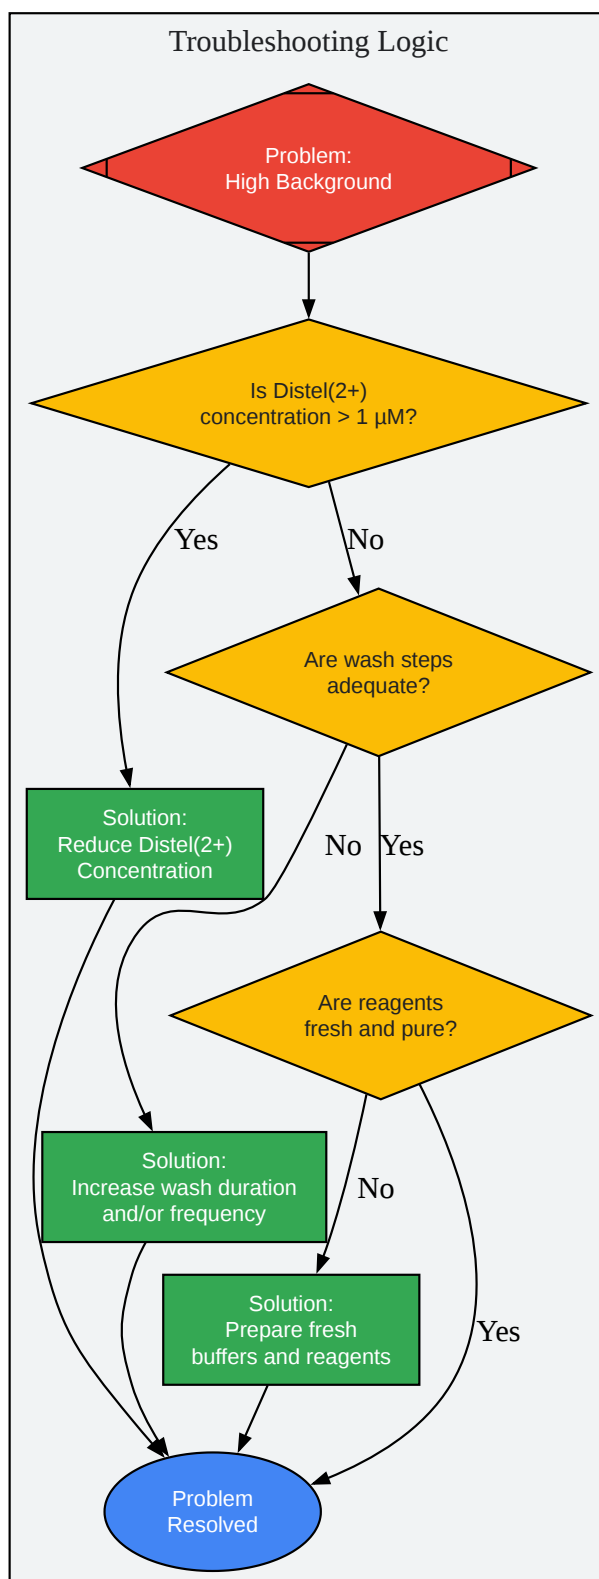 Troubleshooting Logic
Problem:
High Background
Is Distel(2+)
concentration > 1 µM?
Yes
No
Are wash steps
adequate?
Solution:
Reduce Distel(2+)
Concentration
No
Yes
Are reagents
fresh and pure?
Solution:
Increase wash duration
and/or frequency
No
Solution:
Prepare fresh
buffers and reagents
Yes
Problem
Resolved